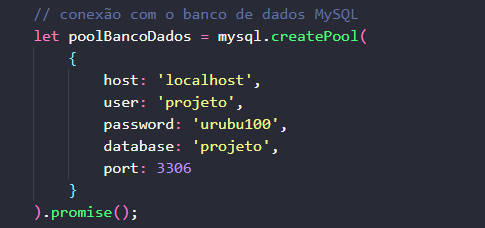 // conexão com o banco de dados MySQL
let poolBancoDados = mysql.createPool(
{
host: 'localhost',
user: 'projeto',
password: 'urubu100',
database: 'projeto',
port: 3306
}
).promise();